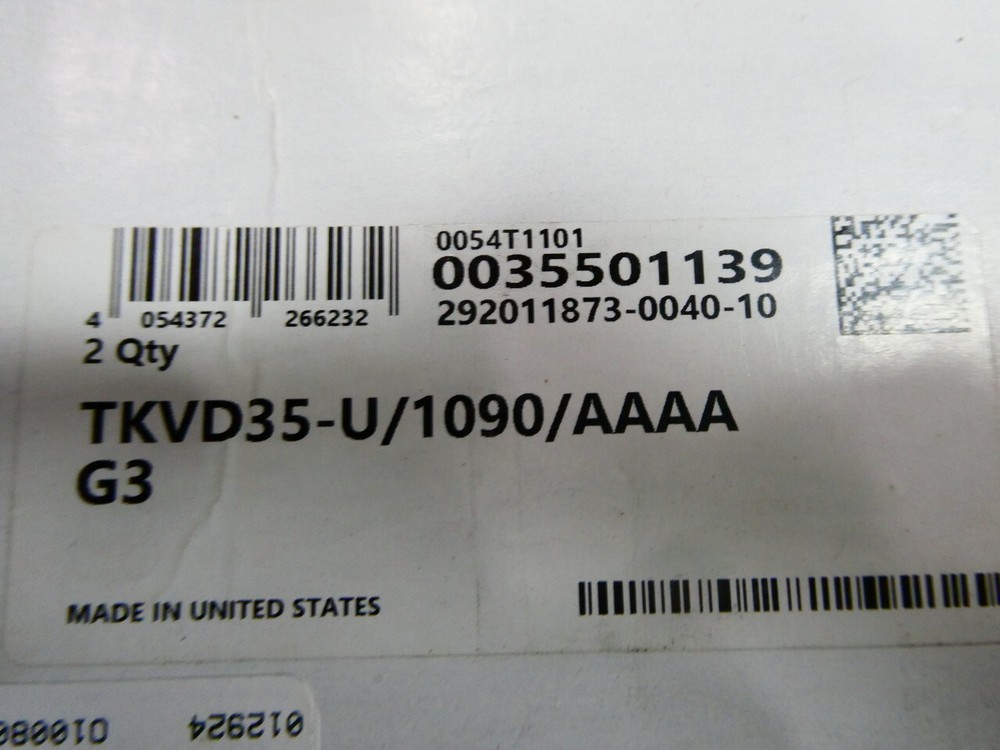 0054T1101
0035501139
292011873-0040-10
4 054372 266232
2 Qty
TKVD35-U/1090/AAAA
G3
MADE IN UNITED STATES
012924